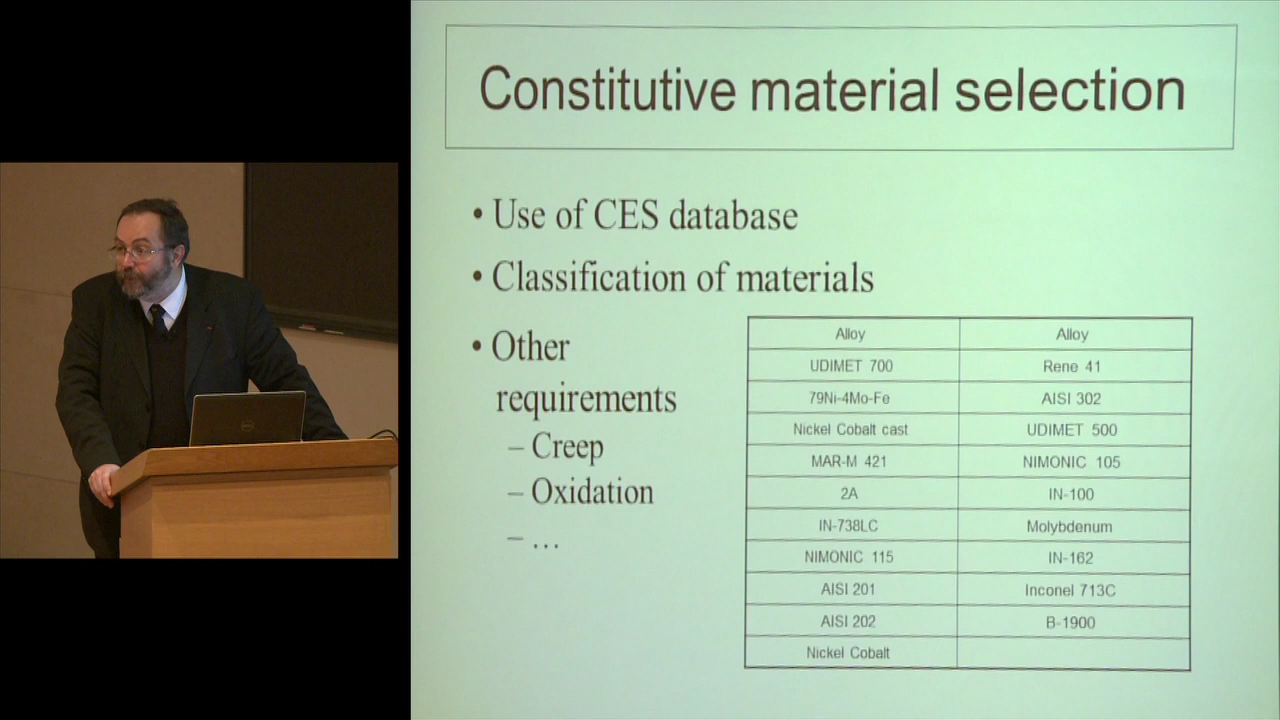 Constitutive material selection
• Use of CES database
• Classification of materials
• Other
requirements
– Creep
– Oxidation
– ...
Alloy Alloy
UDIMET 700 Rene 41
79Ni-4Mo-Fe AISI 302
Nickel Cobalt cast UDIMET 500
MAR-M 421 NIMONIC 105
2A IN-100
IN-738LC Molybdenum
NIMONIC 115 IN-162
AISI 201 Inconel 713C
AISI 202 B-1900
Nickel Cobalt